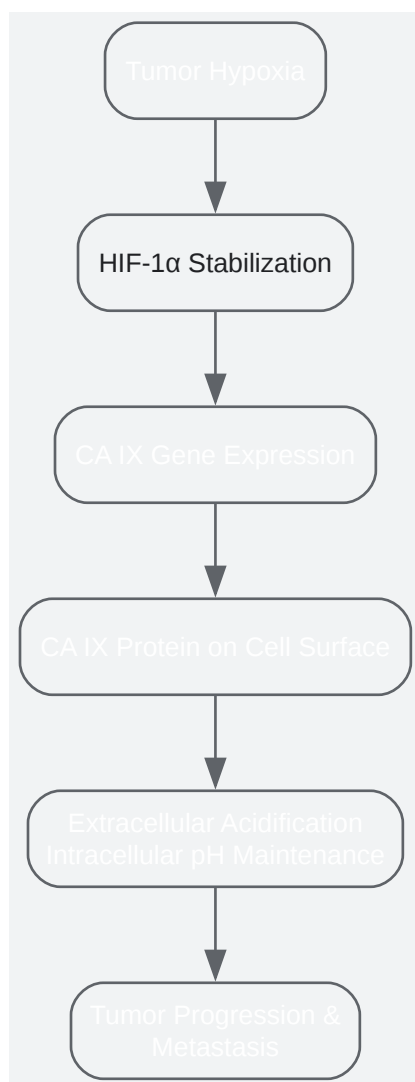 Tumor Hypoxia
HIF-1α Stabilization
CA IX Gene Expression
CA IX Protein on Cell Surface
Extracellular Acidification
Intracellular pH Maintenance
Tumor Progression &
Metastasis